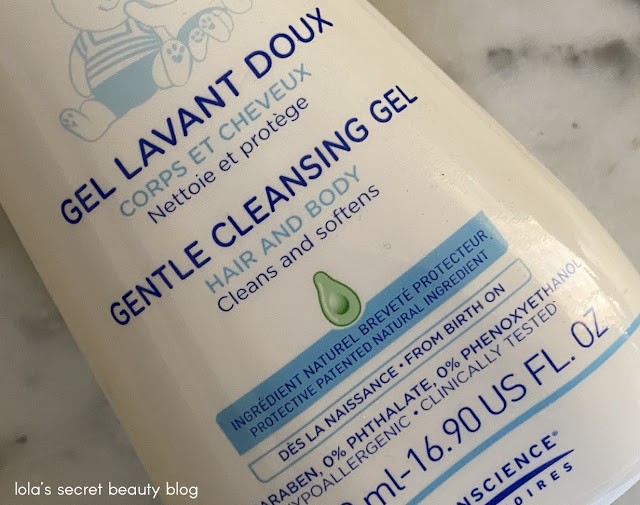 GEL LAVANT DOUX
CORPS ET CHEVEUX
Nettoie et protège
GENTLE CLEANSING GEL
HAIR AND BODY
Cleans and softens
INGRÉDIENT NATUREL BREVETÉ PROTECTEUR
PROTECTIVE PATENTED NATURAL INGREDIENT
DÈS LA NAISSANCE • FROM BIRTH ON
0% PHTHALATE, 0% PHENOXYETHANOL
CLINICALLY TESTED
ml-16.90 US FL. OZ
lola's secret beauty blog